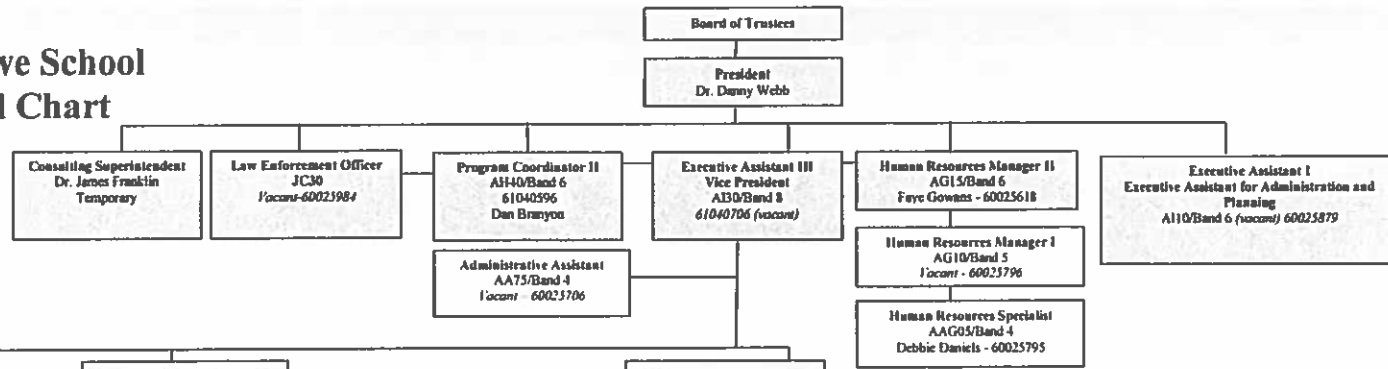 ve School
Chart
Board of Trustees
President
Dr. Danny Webb
Consulting Superintendent
Dr. James Franklin
Temporary
Law Enforcement Officer
JC30
Vacant-60025984
Program Coordinator II
AH40/Band 6
61040596
Dan Branyon
Executive Assistant III
Vice President
AI30/Band 8
61040706 (vacant)
Human Resources Manager II
AG15/Band 6
Faye Gowans - 60025618
Executive Assistant I
Executive Assistant for Administration and
Planning
AI10/Band 6 (vacant) 60025879
Administrative Assistant
AA75/Band 4
Vacant - 60025706
Human Resources Manager I
AG10/Band 5
Vacant - 60025796
Human Resources Specialist
AAG05/Band 4
Debbie Daniels - 60025795